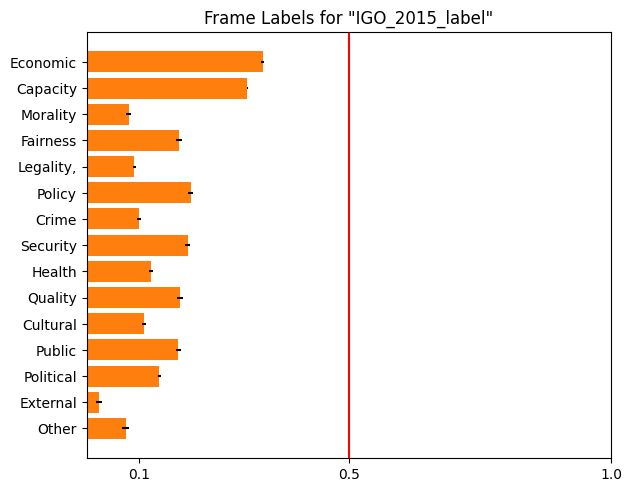 Frame Labels for "IGO_2015_label"
Economic
Capacity
Morality
Fairness
Legality,
Policy
Crime
Security
Health
Quality
Cultural
Public
Political
External
Other
0.1 0.5 1.0